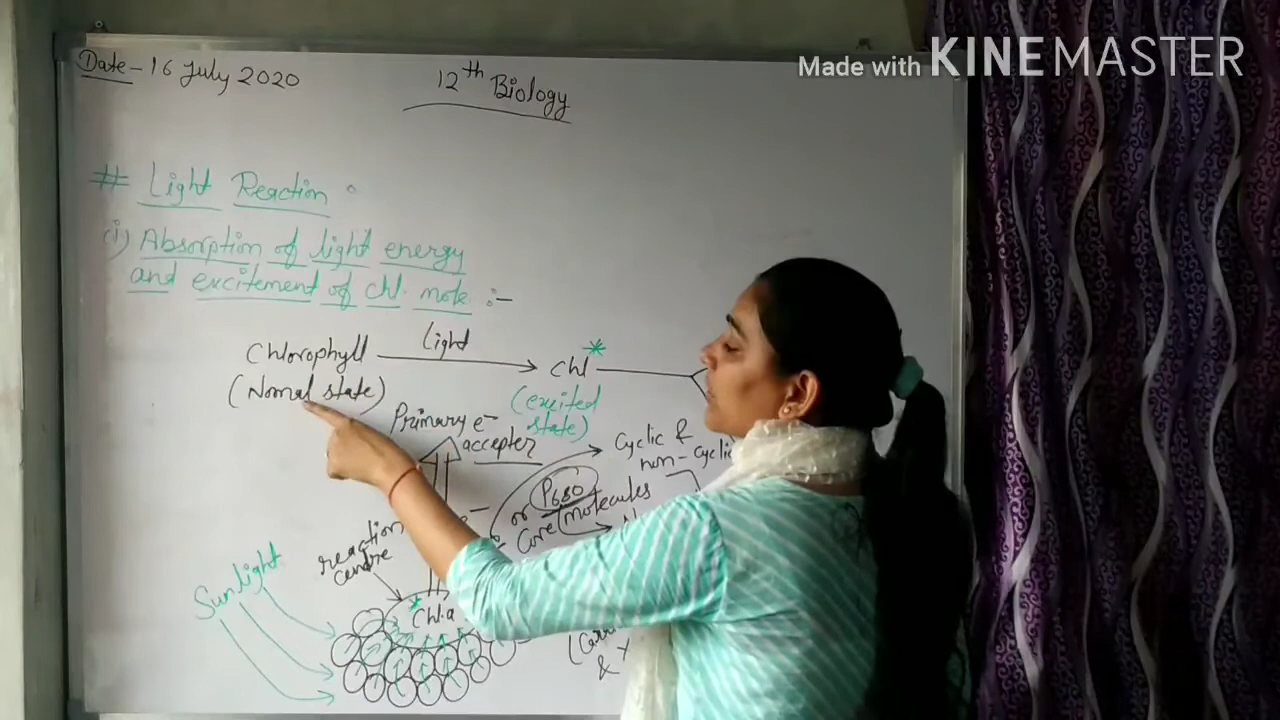 Made with KINEMASTER
Date - 16 July 2020
12th Biology
# Light Reaction :
(i) Absorption of light energy
and excitement of chl. mole. :-
Chlorophyll
Light
Chl*
(Normal state)
(excited
state)
Primary e-
accepter
cyclic &
non-cyclic
or P680
Core molecules
reaction
centre
Sunlight
Chl.a
&